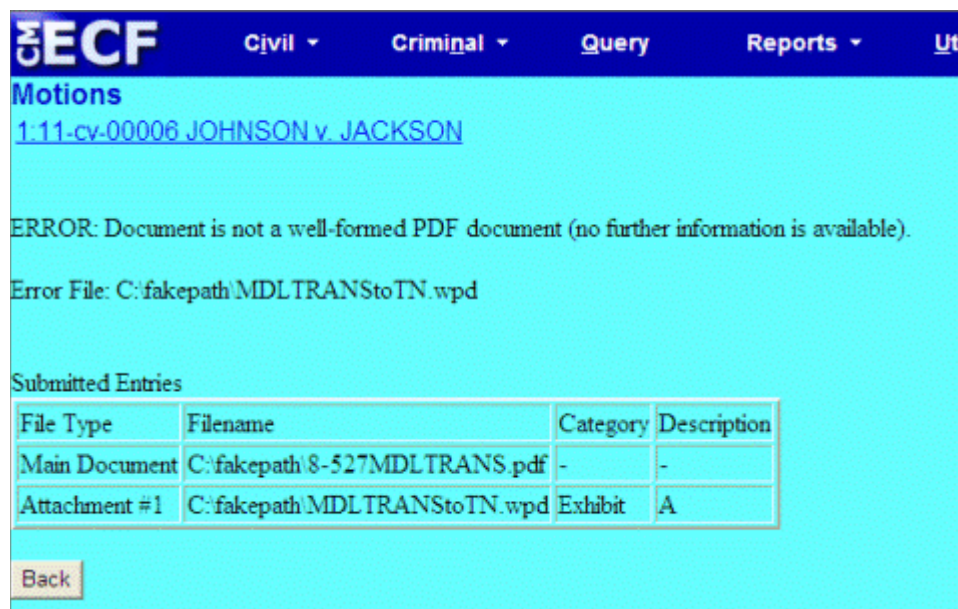 CM ECF Civil Criminal Query Reports Ut
Motions
1:11-cv-00006 JOHNSON v. JACKSON
ERROR: Document is not a well-formed PDF document (no further information is available).
Error File: C:\fakepath\MDLTRANStoTN.wpd
Submitted Entries
File Type Filename Category Description
Main Document C:\fakepath\8-527MDLTRANS.pdf - -
Attachment #1 C:\fakepath\MDLTRANStoTN.wpd Exhibit A
Back